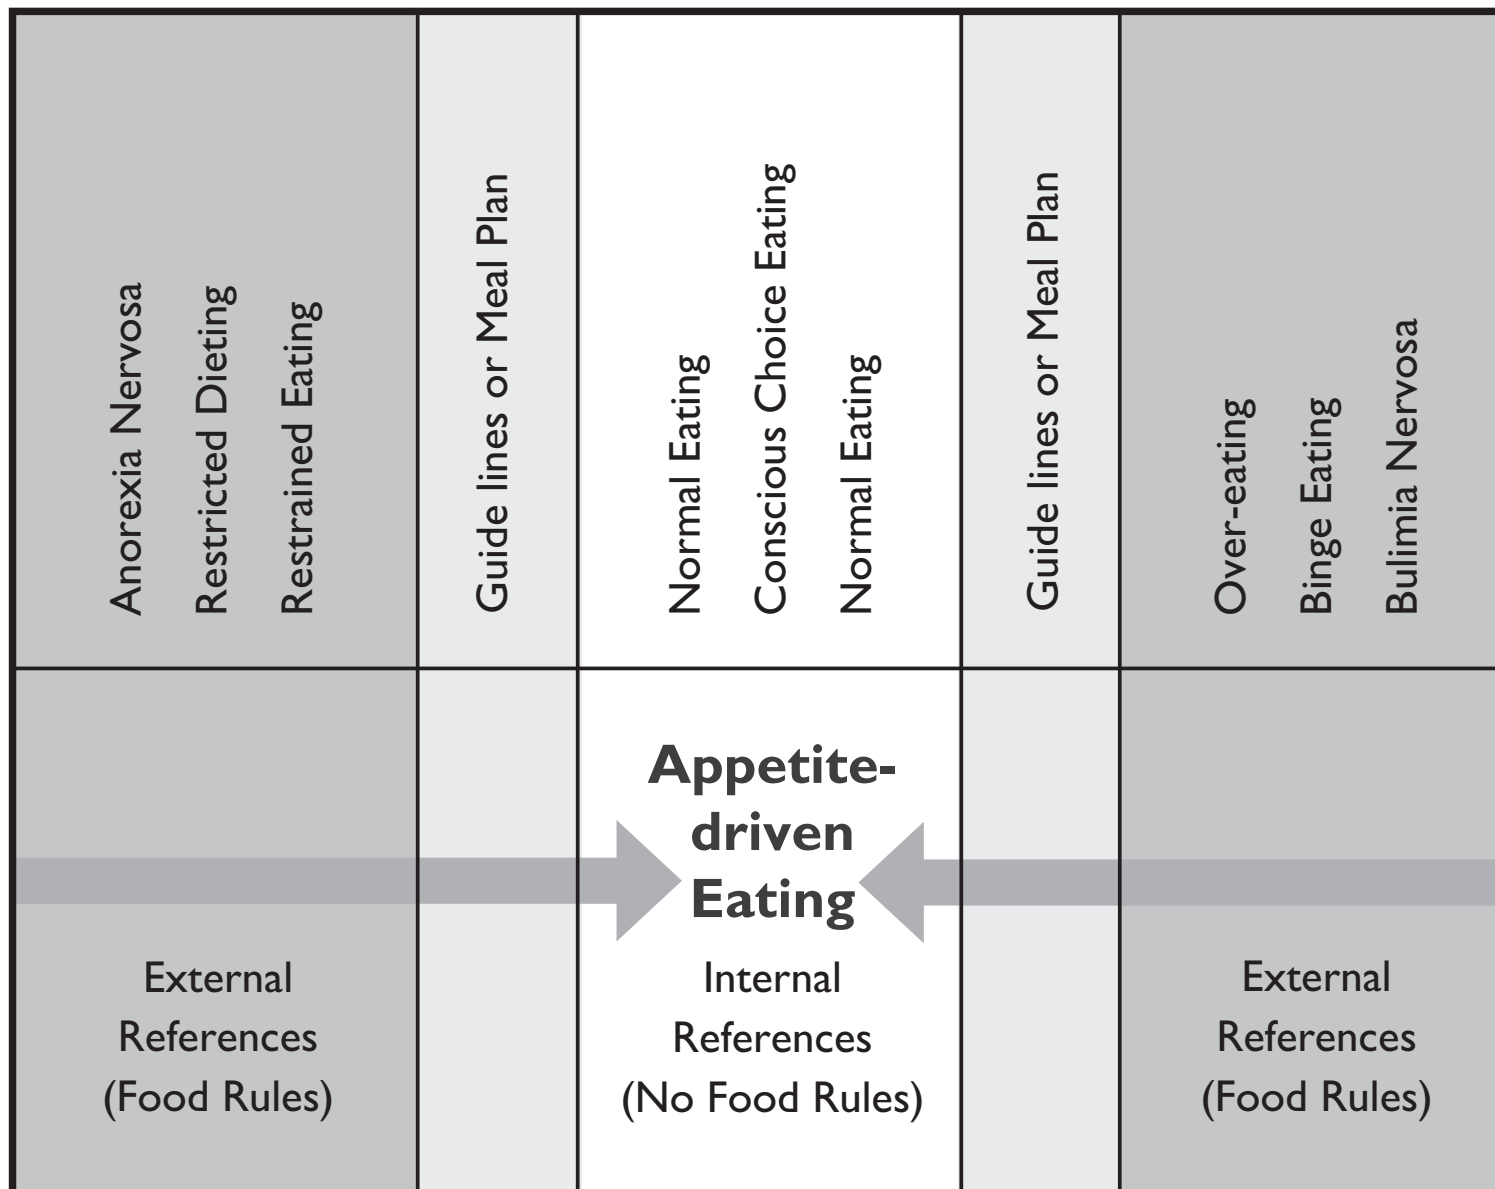 Anorexia Nervosa
Restricted Dieting
Restrained Eating
Guide lines or Meal Plan
Normal Eating
Conscious Choice Eating
Normal Eating
Guide lines or Meal Plan
Over-eating
Binge Eating
Bulimia Nervosa
Appetite-
driven
Eating
External
References
(Food Rules)
Internal
References
(No Food Rules)
External
References
(Food Rules)